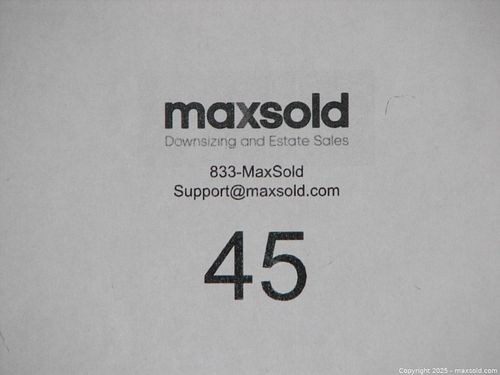 maxsold
Downsizing and Estate Sales
833-MaxSold
Support@maxsold.com
45
Copyright 2025 - maxsold.com